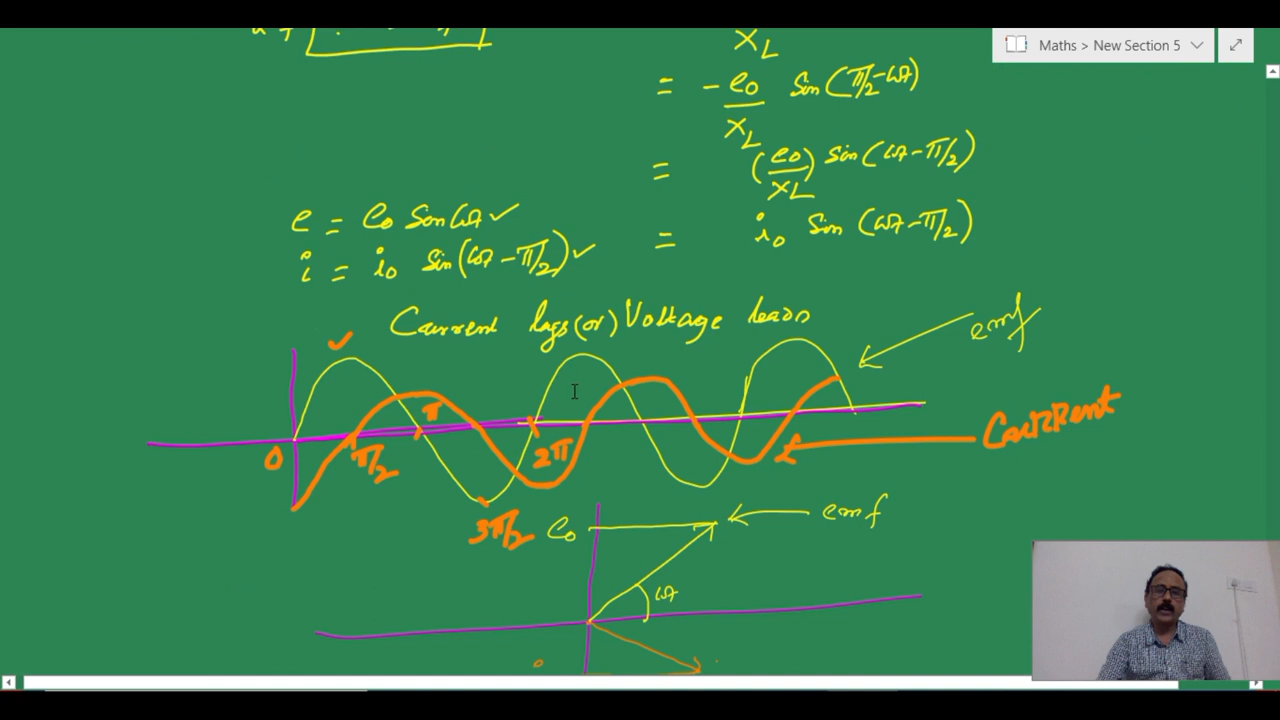 Maths > New Section 5
X_L
= -e₀/X_L Sin(π/2-ωt)
= (e₀/X_L) Sin(ωt-π/2)
e = e₀ Sinωt ✓
= i₀ Sin(ωt-π/2)
i = i₀ Sin(ωt-π/2) ✓
Current lags(or) Voltage leads
emf
✓
0
π/2
π
3π/2
2π
Current
e₀
emf
ωt